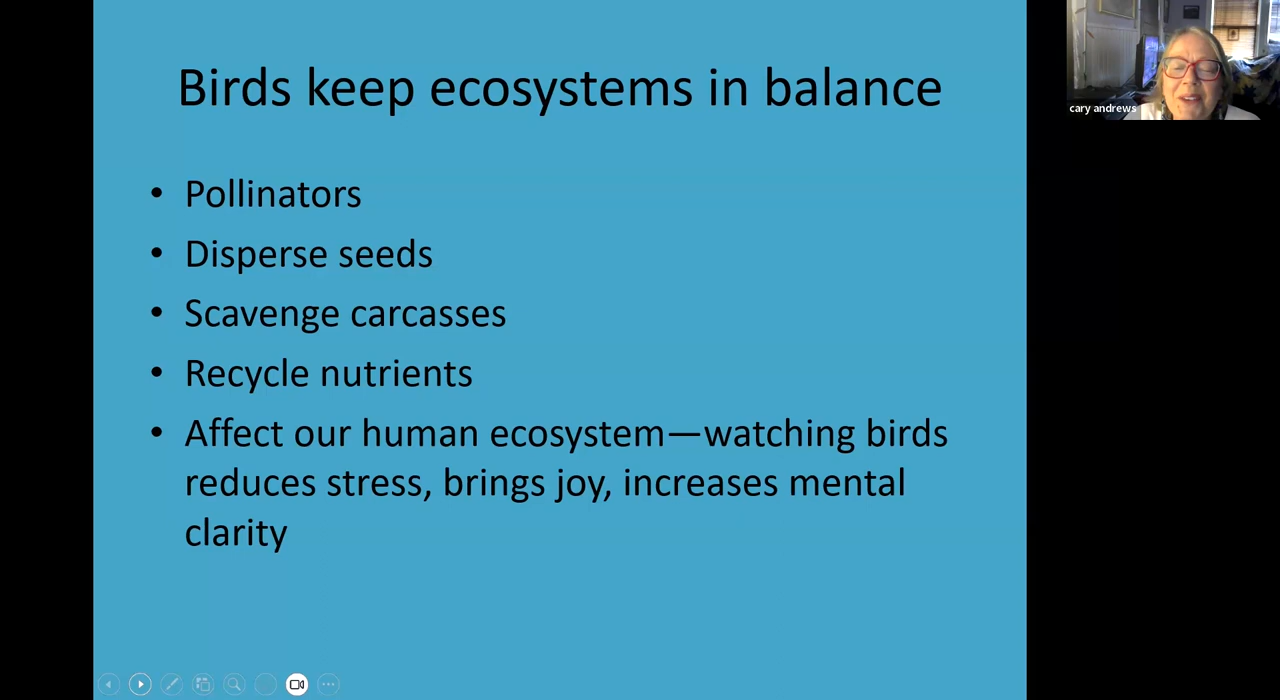 Birds keep ecosystems in balance
• Pollinators
• Disperse seeds
• Scavenge carcasses
• Recycle nutrients
• Affect our human ecosystem—watching birds
reduces stress, brings joy, increases mental
clarity
cary andrews